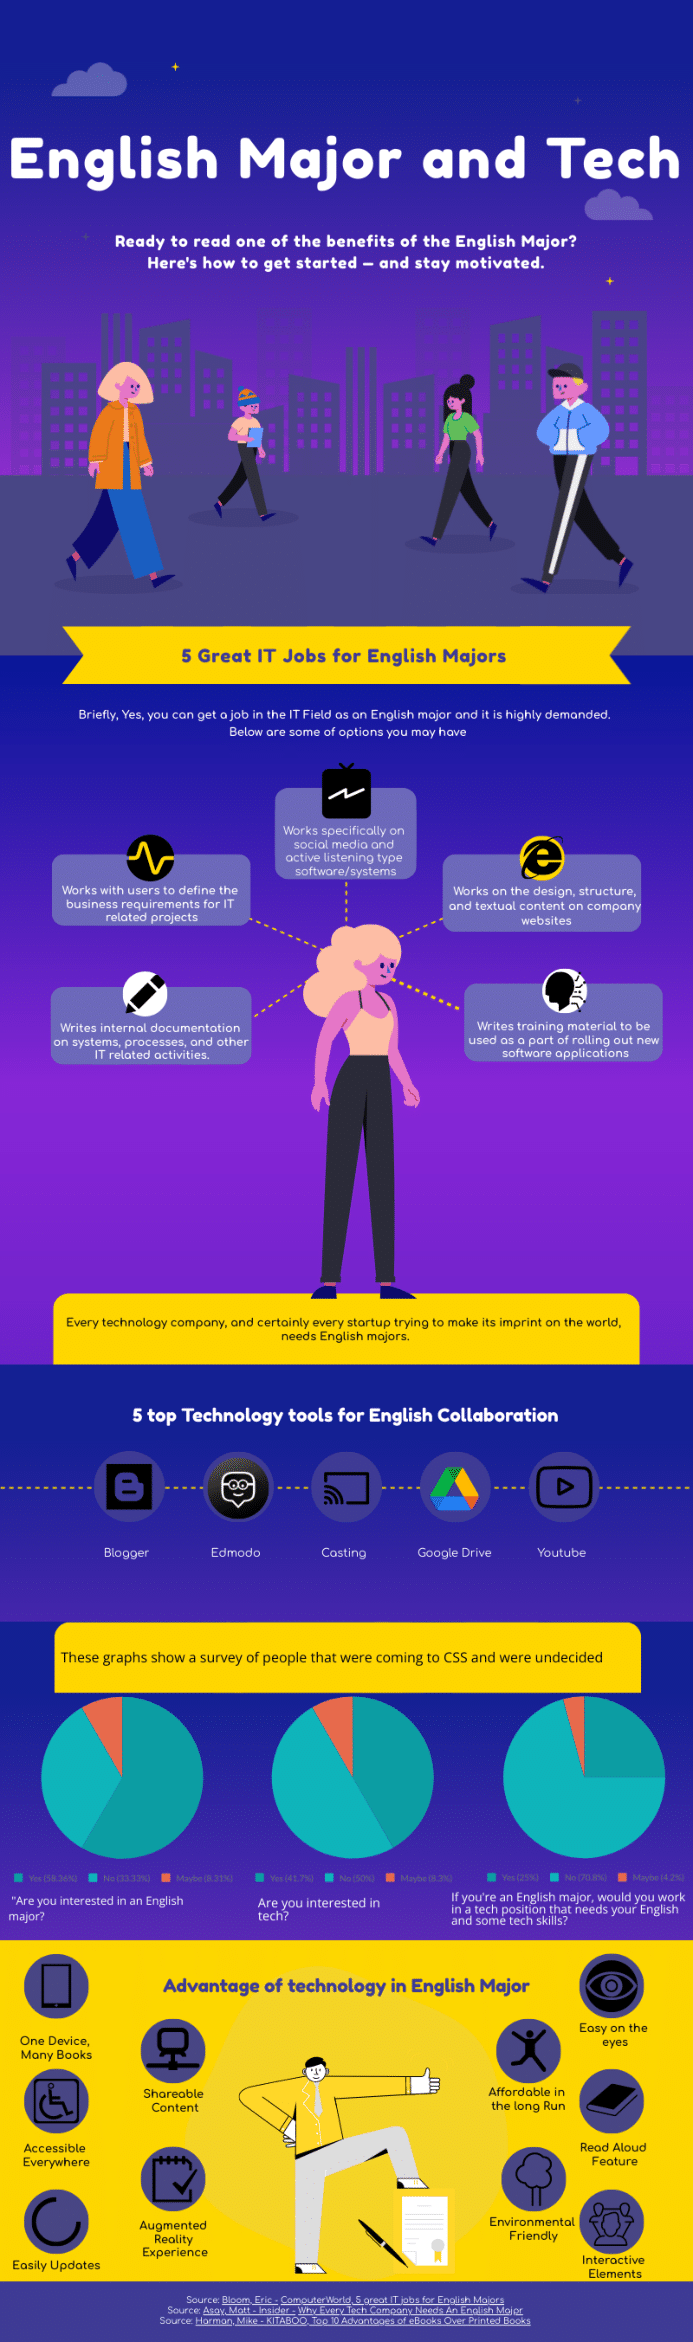 English Major and Tech
Ready to read one of the benefits of the English Major?
Here's how to get started — and stay motivated.
5 Great IT Jobs for English Majors
Briefly, Yes, you can get a job in the IT Field as an English major and it is highly demanded.
Below are some of options you may have
Works specifically on
social media and
active listening type
software/systems
Works with users to define the
business requirements for IT
related projects
Works on the design, structure,
and textual content on company
websites
Writes internal documentation
on systems, processes, and other
IT related activities.
Writes training material to be
used as a part of rolling out new
software applications
Every technology company, and certainly every startup trying to make its imprint on the world,
needs English majors.
5 top Technology tools for English Collaboration
Blogger
Edmodo
Casting
Google Drive
Youtube
These graphs show a survey of people that were coming to CSS and were undecided
Yes (58.36%) No (33.33%) Maybe (8.31%)
Yes (41.7%) No (50%) Maybe (8.3%)
Yes (25%) No (70.8%) Maybe (4.2%)
"Are you interested in an English
major?
Are you interested in
tech?
If you're an English major, would you work
in a tech position that needs your English
and some tech skills?
Advantage of technology in English Major
One Device,
Many Books
Shareable
Content
Accessible
Everywhere
Augmented
Reality
Experience
Easily Updates
Easy on the
eyes
Affordable in
the long Run
Read Aloud
Feature
Environmental
Friendly
Interactive
Elements
Source: Bloom, Eric - ComputerWorld, 5 great IT jobs for English Majors
Source: Asay, Matt - Insider - Why Every Tech Company Needs An English Major
Source: Harman, Mike - KITABOO, Top 10 Advantages of eBooks Over Printed Books